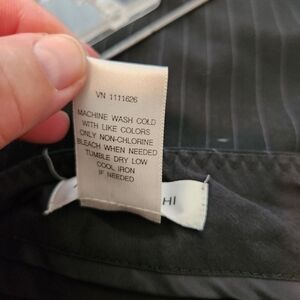 VN 1111626
MACHINE WASH COLD
WITH LIKE COLORS
ONLY NON-CHLORINE
BLEACH WHEN NEEDED
TUMBLE DRY LOW
COOL IRON
IF NEEDED
HI